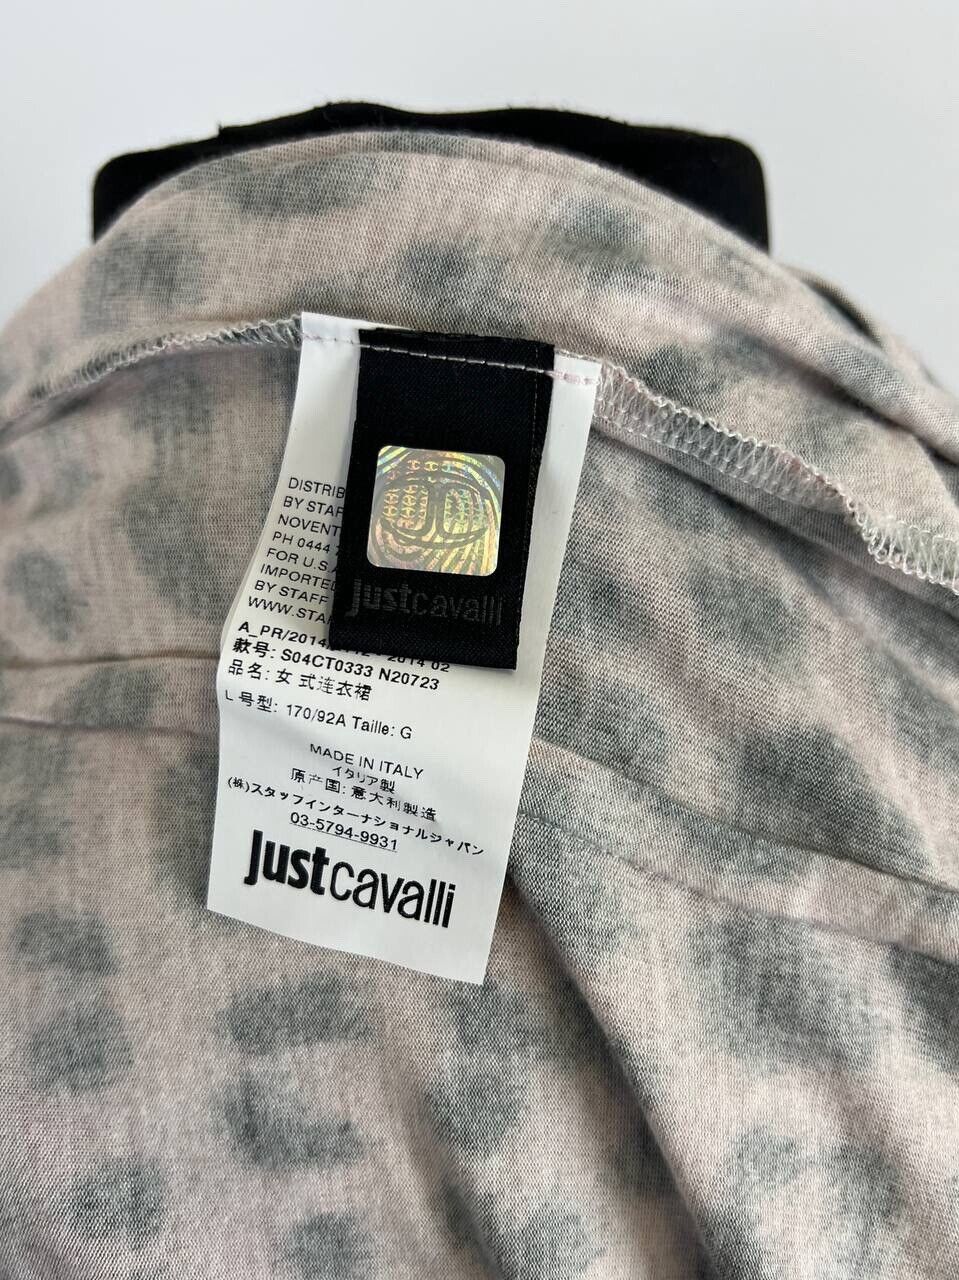 DISTRIB
BY STAF
NOVENT
PH 0444
FOR U.S.A
IMPORTED
BY STAFF
WWW.STA
justcavalli
A_PR/2014 2014 02
款号: S04CT0333 N20723
品名: 女 式连衣裙
L 号型: 170/92A Taille: G
MADE IN ITALY
イタリア製
原产国: 意大利製造
(株)スタッフインターナショナルジャパン
03-5794-9931
justcavalli